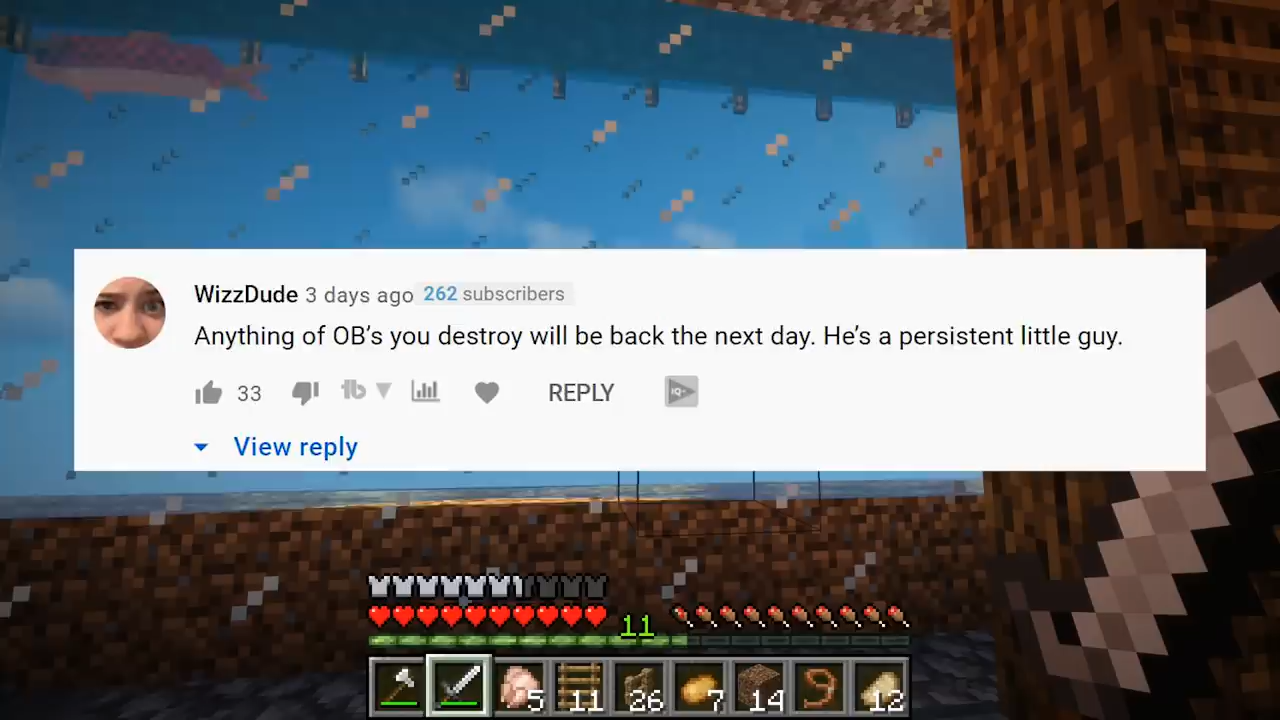 WizzDude 3 days ago 262 subscribers
Anything of OB’s you destroy will be back the next day. He’s a persistent little guy.
33 REPLY
View reply
11
5 11 26 7 14 12